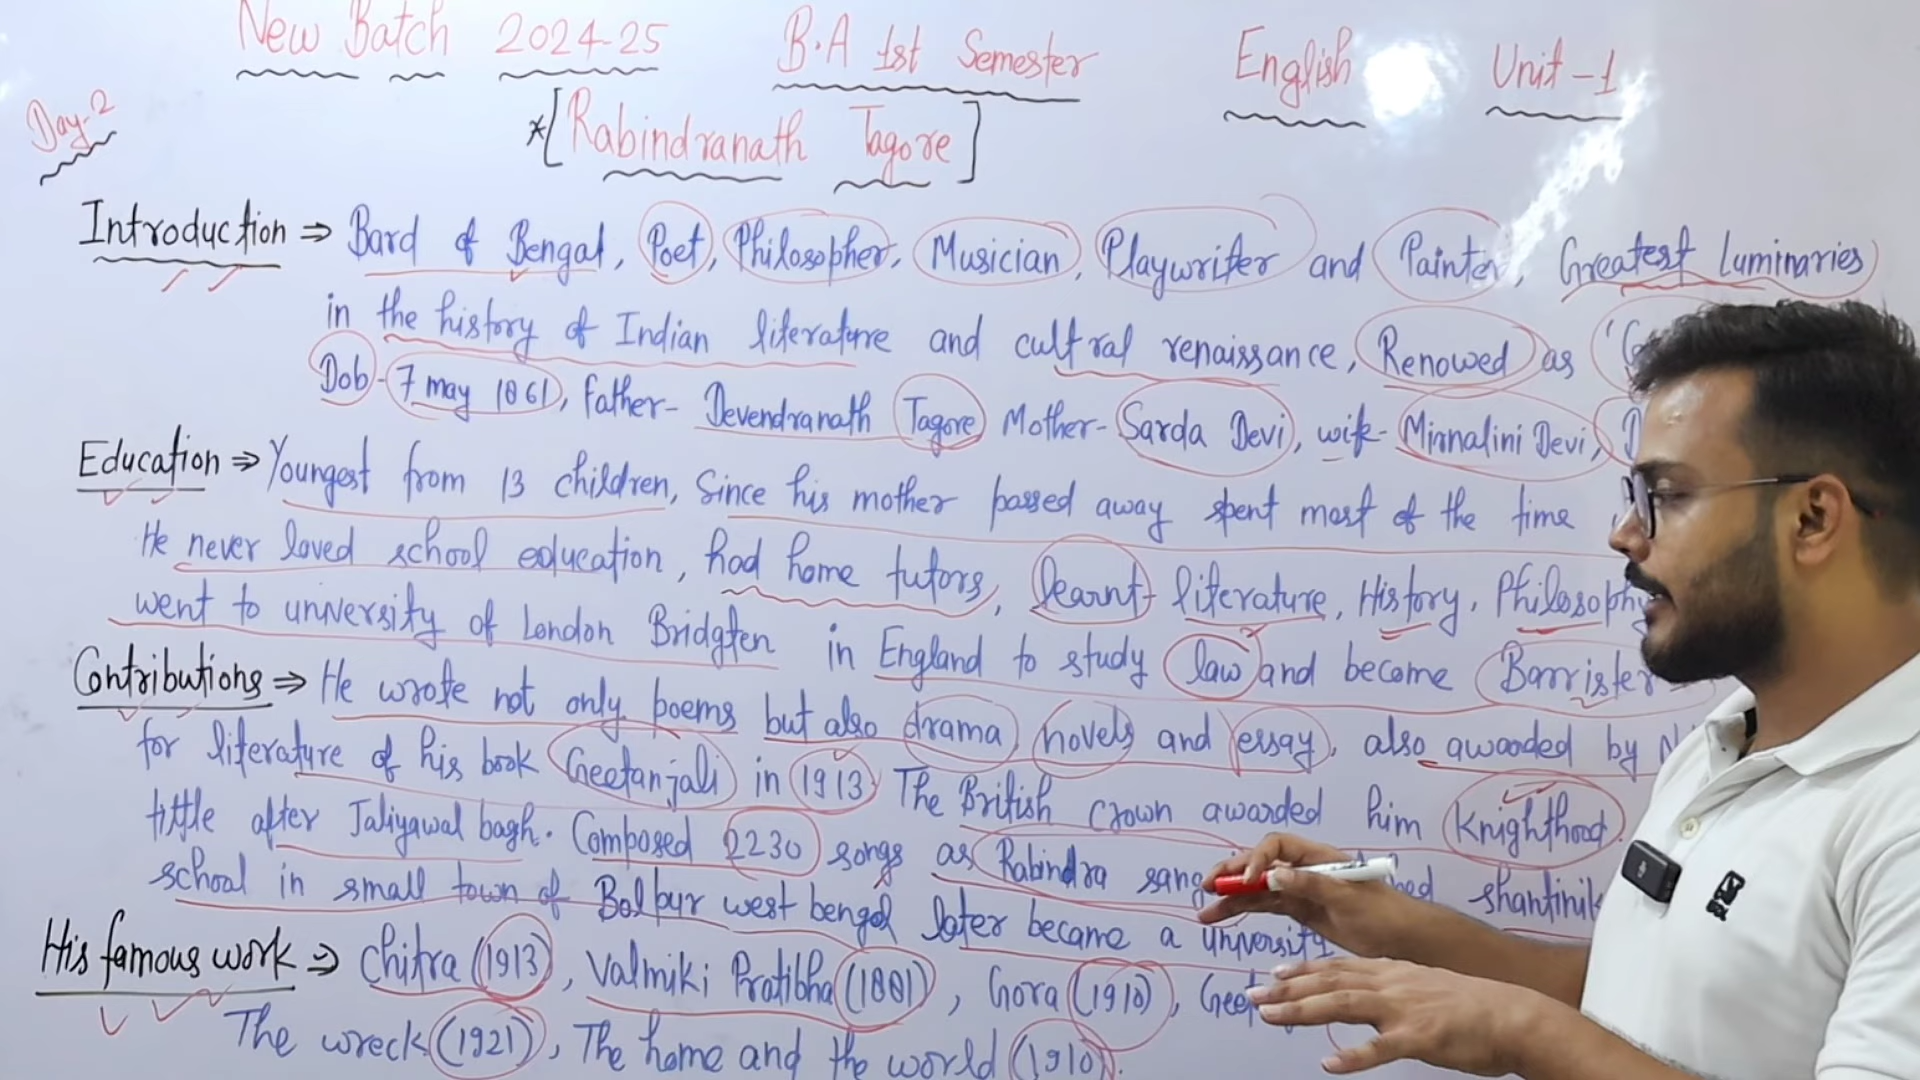 New Batch 2024-25 B.A 1st Semester English Unit-1
Day-2
*[Rabindranath Tagore]
Introduction ⇒ Bard of Bengal, Poet, Philosopher, Musician, Playwriter and Painter, Greatest Luminaries
in the history of Indian literature and cultral renaissance, Renowed as
Dob - 7 may 1861, Father- Devendranath Tagore Mother- Sarda Devi, wife- Mirnalini Devi,
Education ⇒ Youngest from 13 children, Since his mother passed away spent most of the time
He never loved school education, had home tutors, learnt literature, History, Philosophy
went to university of London Bridgten in England to study law and become Barrister
Contributions ⇒ He wrote not only poems but also drama, novels and essay, also awarded by
for literature of his book Geetanjali in 1913. The British crown awarded him Knighthood.
tittle after Jaliyawal bagh. Composed 2230 songs as Rabindra
school in small town of Bolpur west bengal later became a university
His famous work ⇒ Chitra (1913), Valmiki Pratibha (1881), Gora (1910),
The wreck (1921), The home and the world (1910).